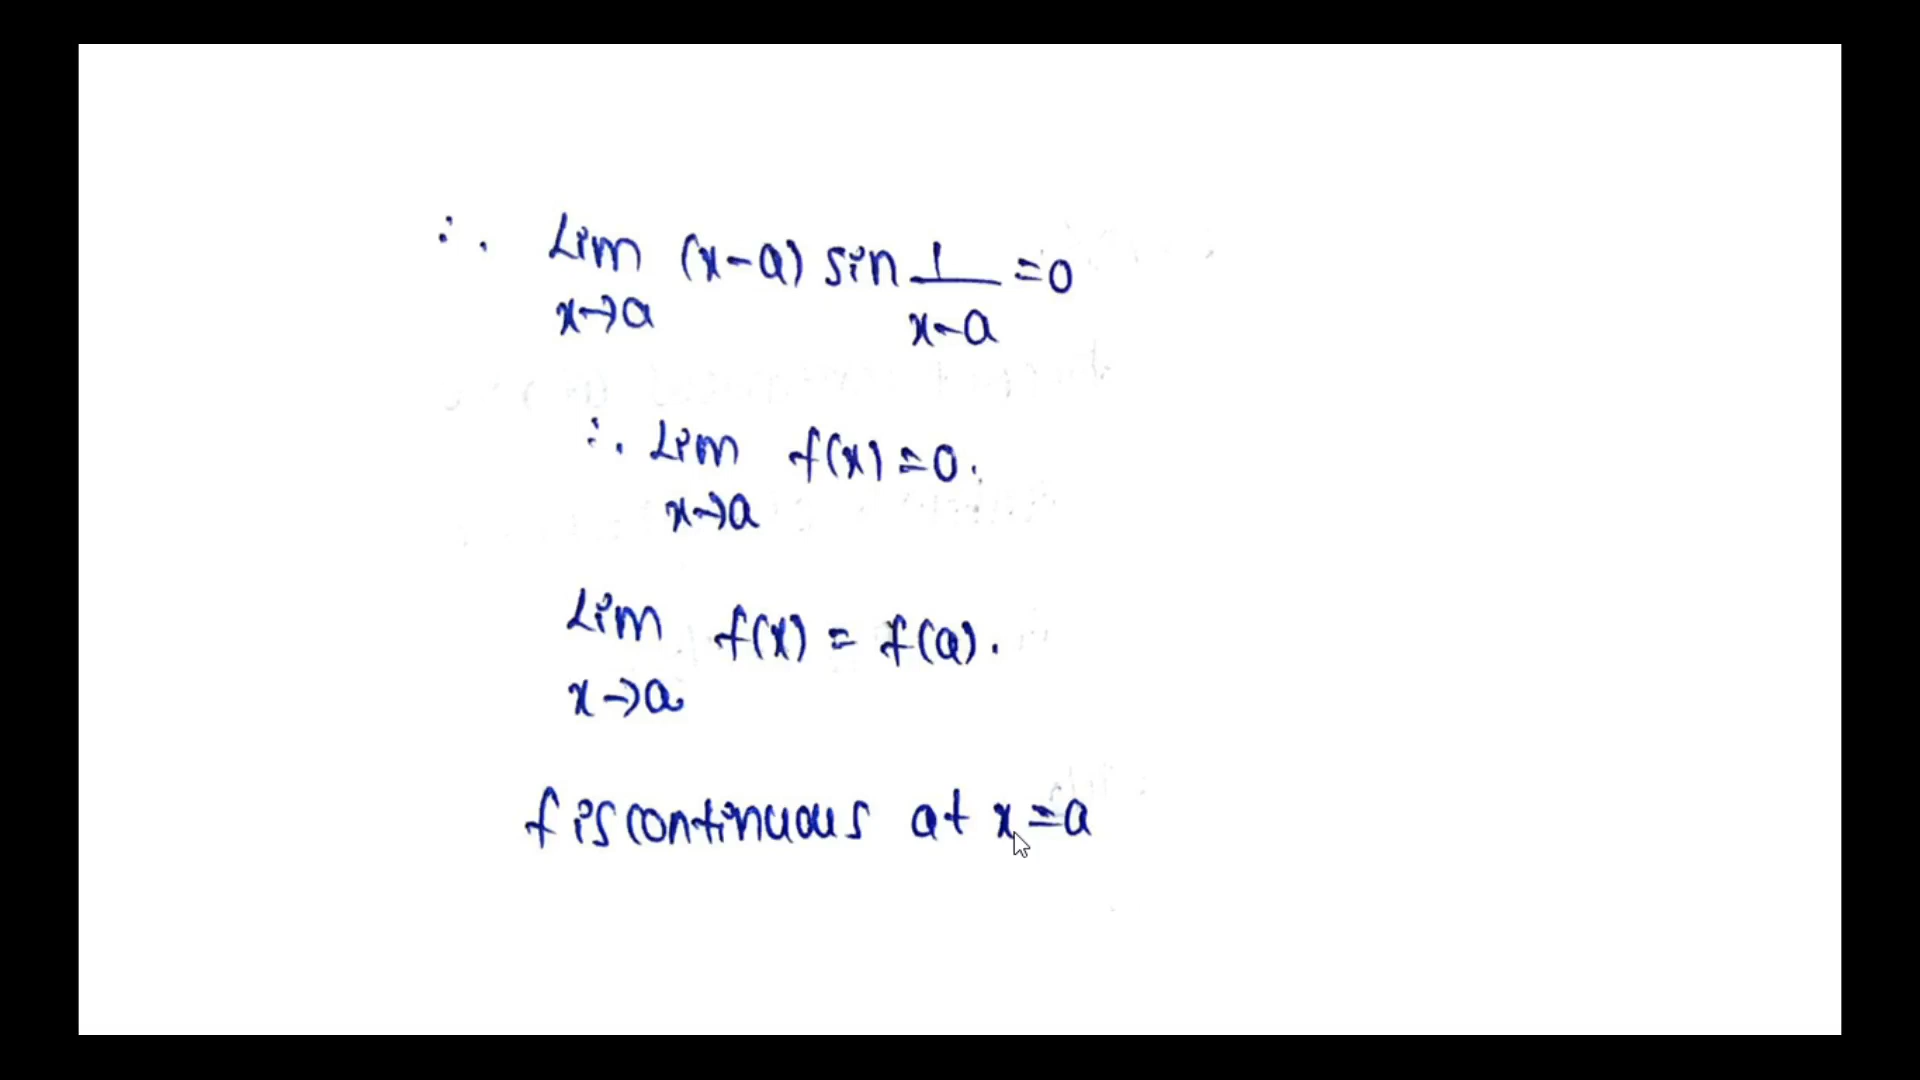 ∴ Lim (x-a) sin 1/(x-a) = 0
x→a
∴ Lim f(x) = 0.
x→a
Lim f(x) = f(a).
x→a
f is continuous at x = a